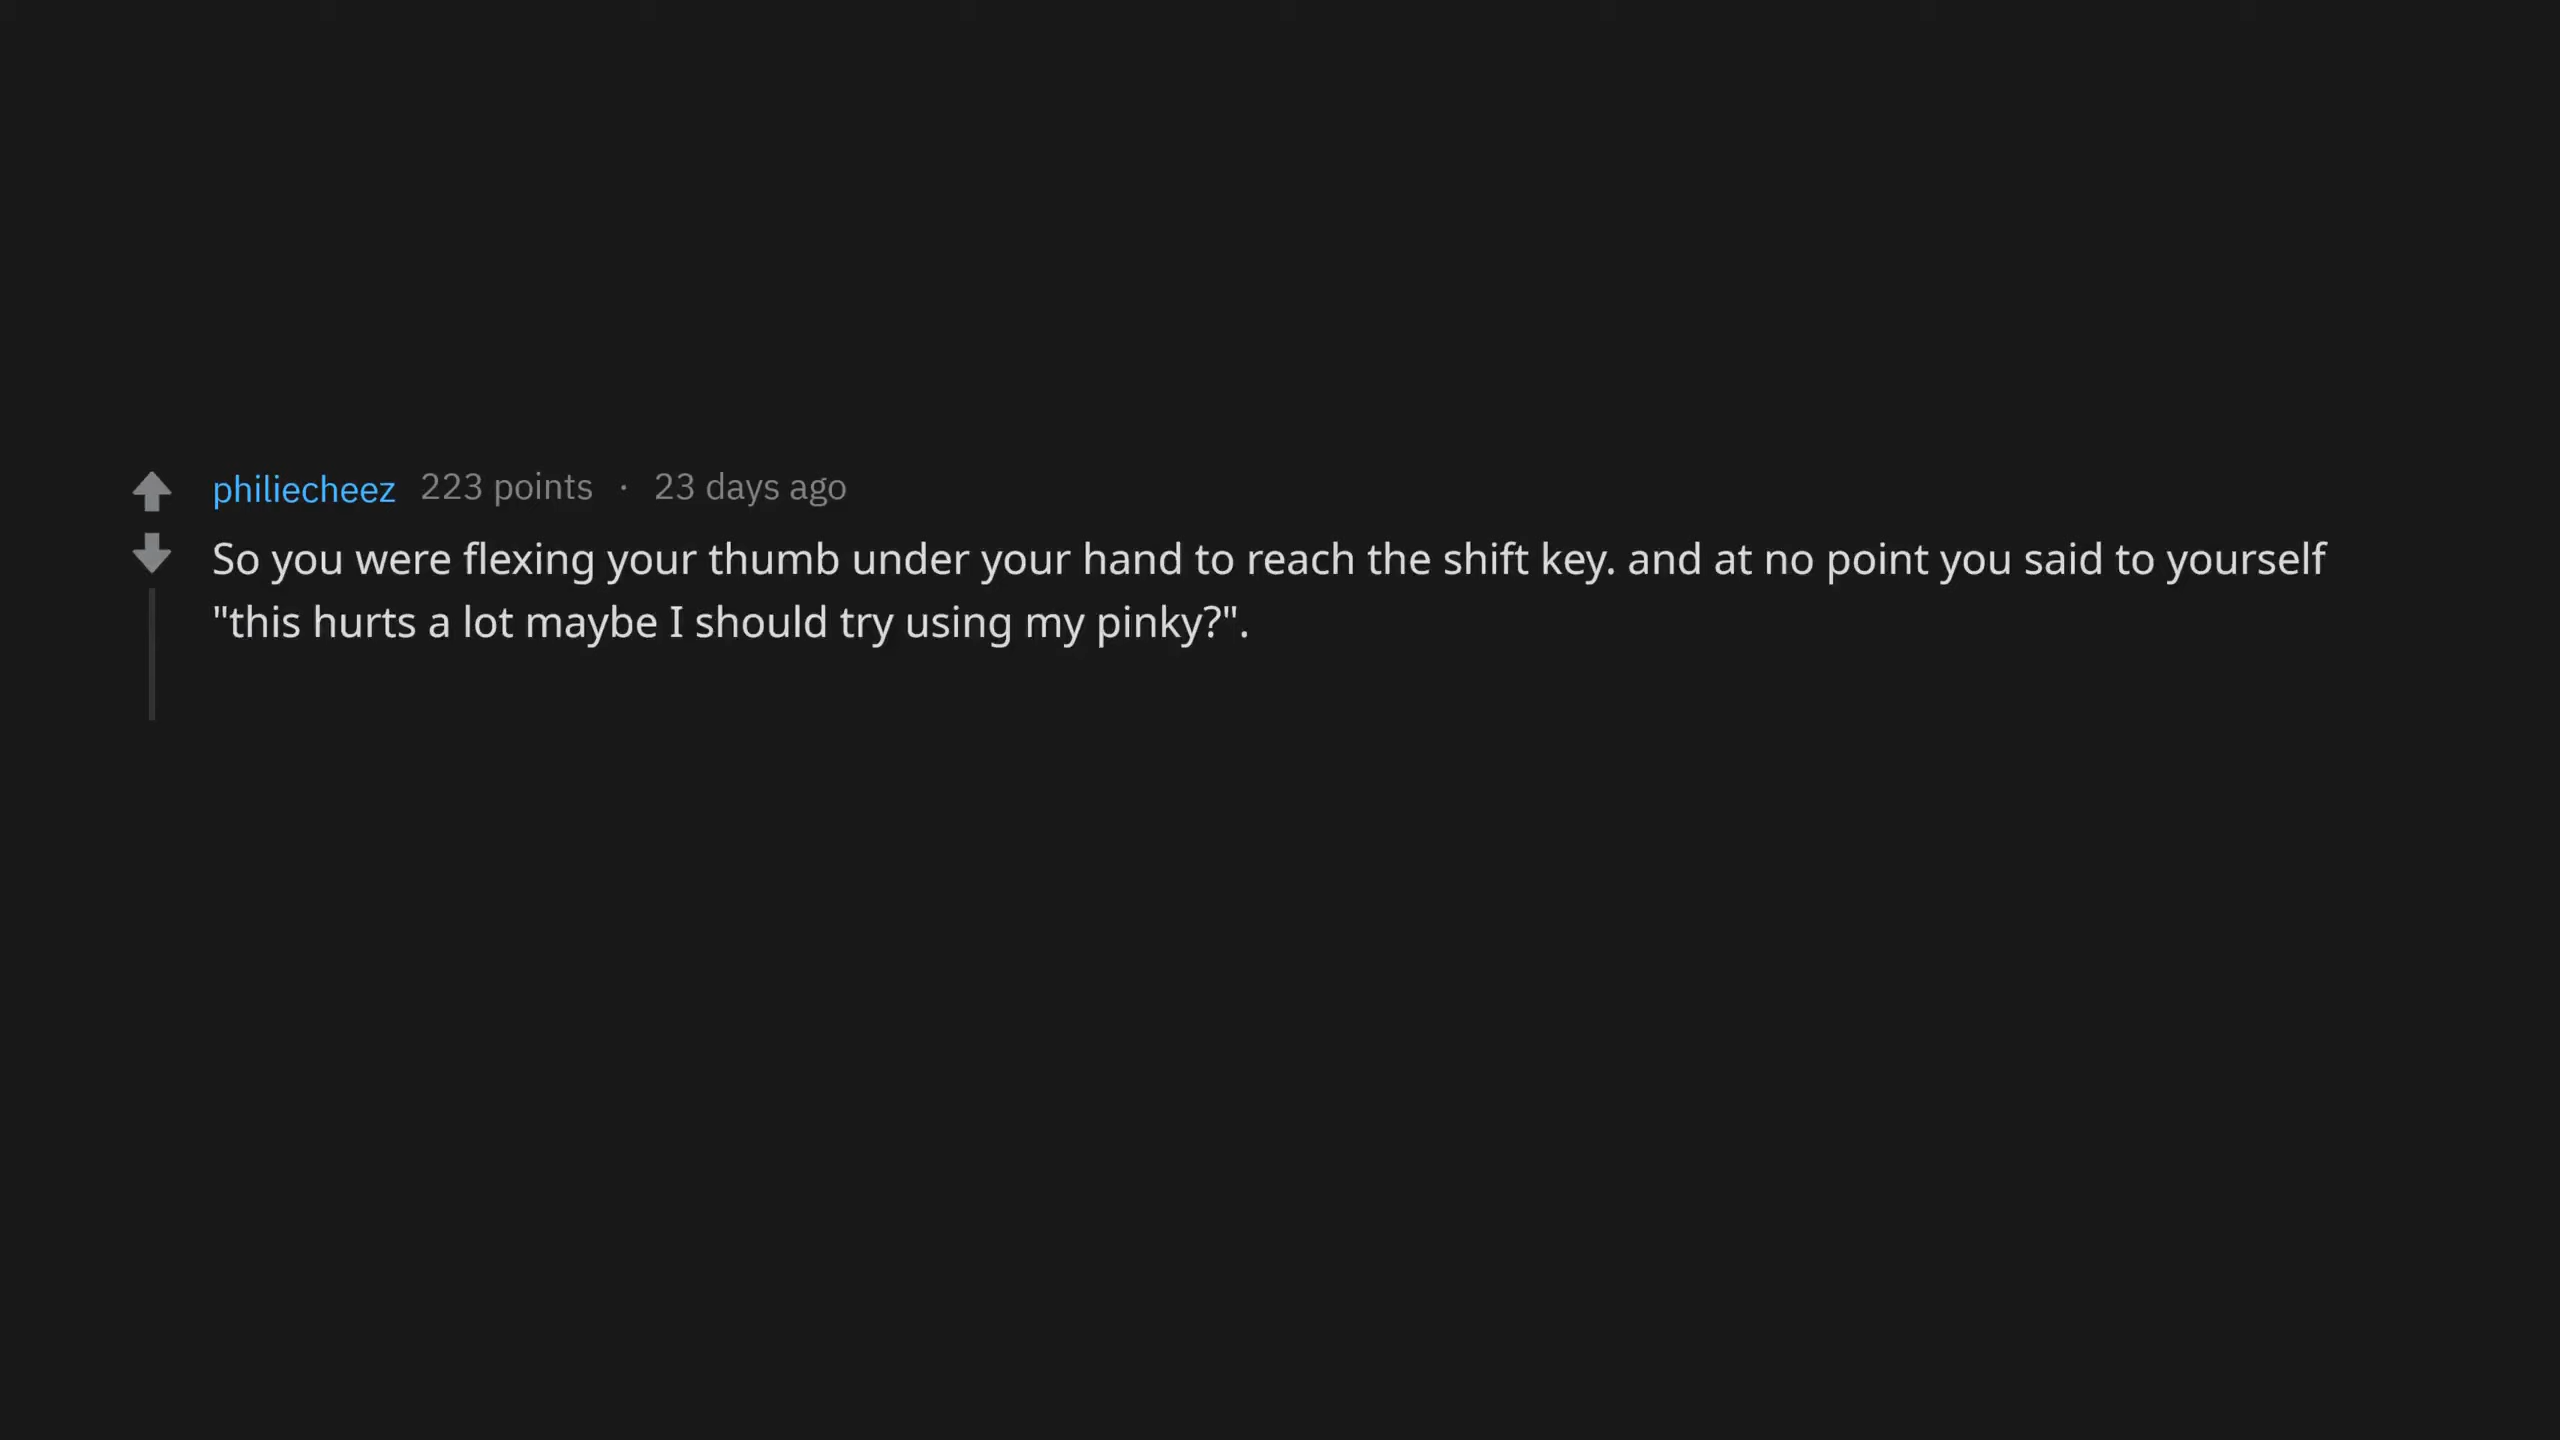 philiecheez 223 points · 23 days ago
So you were flexing your thumb under your hand to reach the shift key. and at no point you said to yourself
"this hurts a lot maybe I should try using my pinky?".